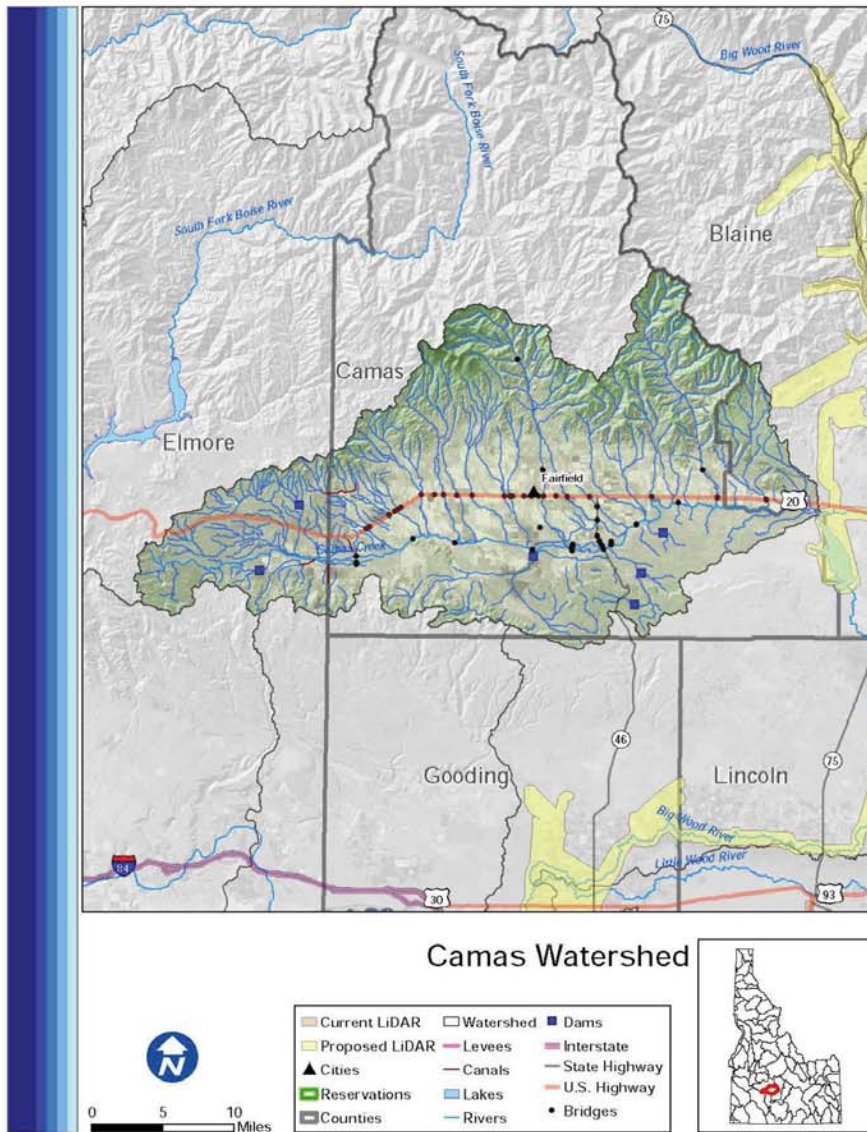 75
Big Wood River
South Fork Boise River
South Fork Boise River
Blaine
Camas
Elmore
Fairfield
20
Camas Creek
46
75
Gooding
Lincoln
Big Wood River
Little Wood River
84
30
93
Camas Watershed
Current LiDAR
Proposed LiDAR
Cities
Reservations
Counties
Watershed
Levees
Canals
Lakes
Rivers
Dams
Interstate
State Highway
U.S. Highway
Bridges
N
0 5 10
Miles